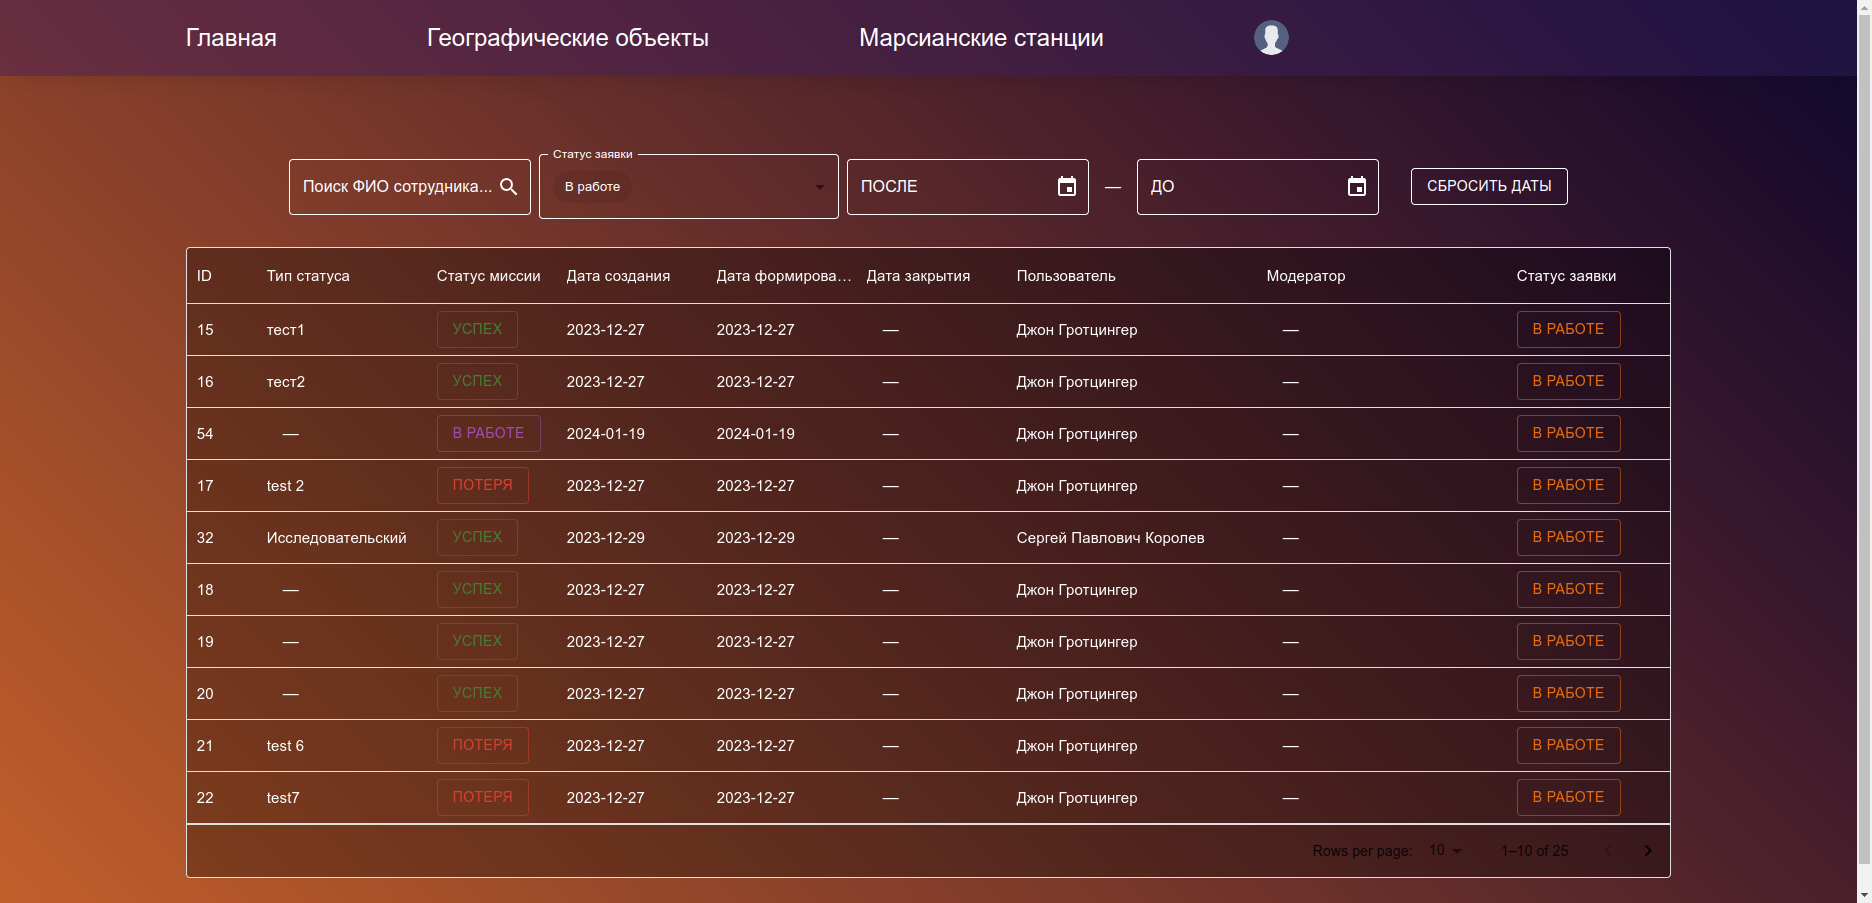 Главная Географические объекты Марсианские станции
Статус заявки
Поиск ФИО сотрудника... В работе ПОСЛЕ — ДО СБРОСИТЬ ДАТЫ
ID Тип статуса Статус миссии Дата создания Дата формирова... Дата закрытия Пользователь Модератор Статус заявки
15 тест1 УСПЕХ 2023-12-27 2023-12-27 — Джон Гротцингер — В РАБОТЕ
16 тест2 УСПЕХ 2023-12-27 2023-12-27 — Джон Гротцингер — В РАБОТЕ
54 — В РАБОТЕ 2024-01-19 2024-01-19 — Джон Гротцингер — В РАБОТЕ
17 test 2 ПОТЕРЯ 2023-12-27 2023-12-27 — Джон Гротцингер — В РАБОТЕ
32 Исследовательский УСПЕХ 2023-12-29 2023-12-29 — Сергей Павлович Королев — В РАБОТЕ
18 — УСПЕХ 2023-12-27 2023-12-27 — Джон Гротцингер — В РАБОТЕ
19 — УСПЕХ 2023-12-27 2023-12-27 — Джон Гротцингер — В РАБОТЕ
20 — УСПЕХ 2023-12-27 2023-12-27 — Джон Гротцингер — В РАБОТЕ
21 test 6 ПОТЕРЯ 2023-12-27 2023-12-27 — Джон Гротцингер — В РАБОТЕ
22 test7 ПОТЕРЯ 2023-12-27 2023-12-27 — Джон Гротцингер — В РАБОТЕ
Rows per page: 10 1–10 of 25